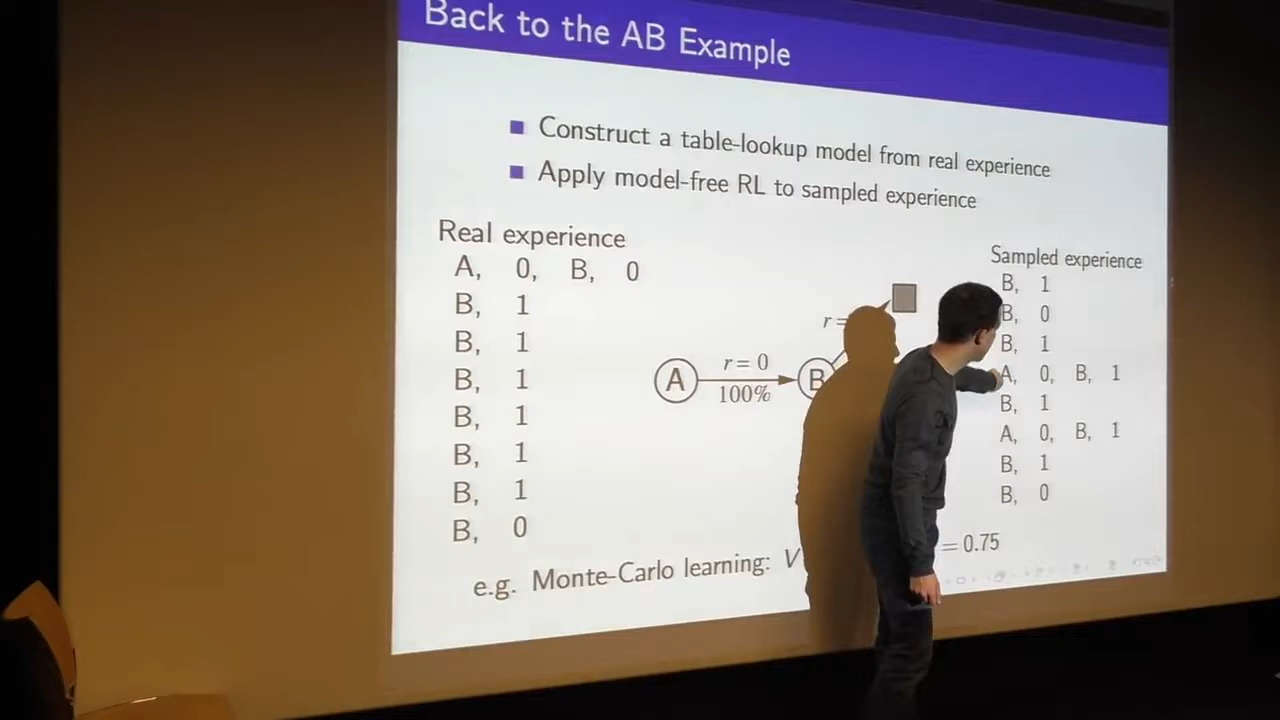 Back to the AB Example
Construct a table-lookup model from real experience
Apply model-free RL to sampled experience
Real experience
A, 0, B, 0
B, 1
B, 1
B, 1
B, 1
B, 1
B, 1
B, 0
r =
A
r = 0
100%
B
Sampled experience
B, 1
B, 0
B, 1
A, 0, B, 1
B, 1
A, 0, B, 1
B, 1
B, 0
e.g. Monte-Carlo learning: V = 0.75